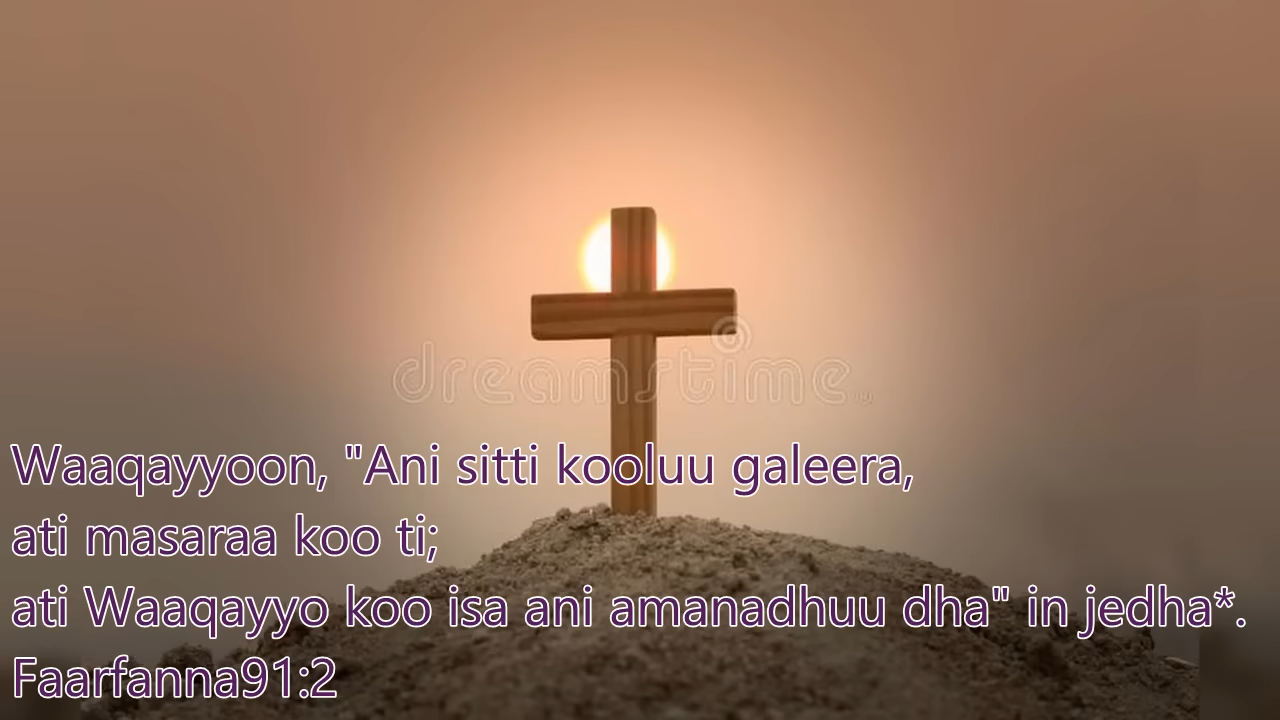 dreamstime
Waaqayyoon, "Ani sitti kooluu galeera,
ati masaraa koo ti;
ati Waaqayyo koo isa ani amanadhuu dha" in jedha*.
Faarfanna91:2